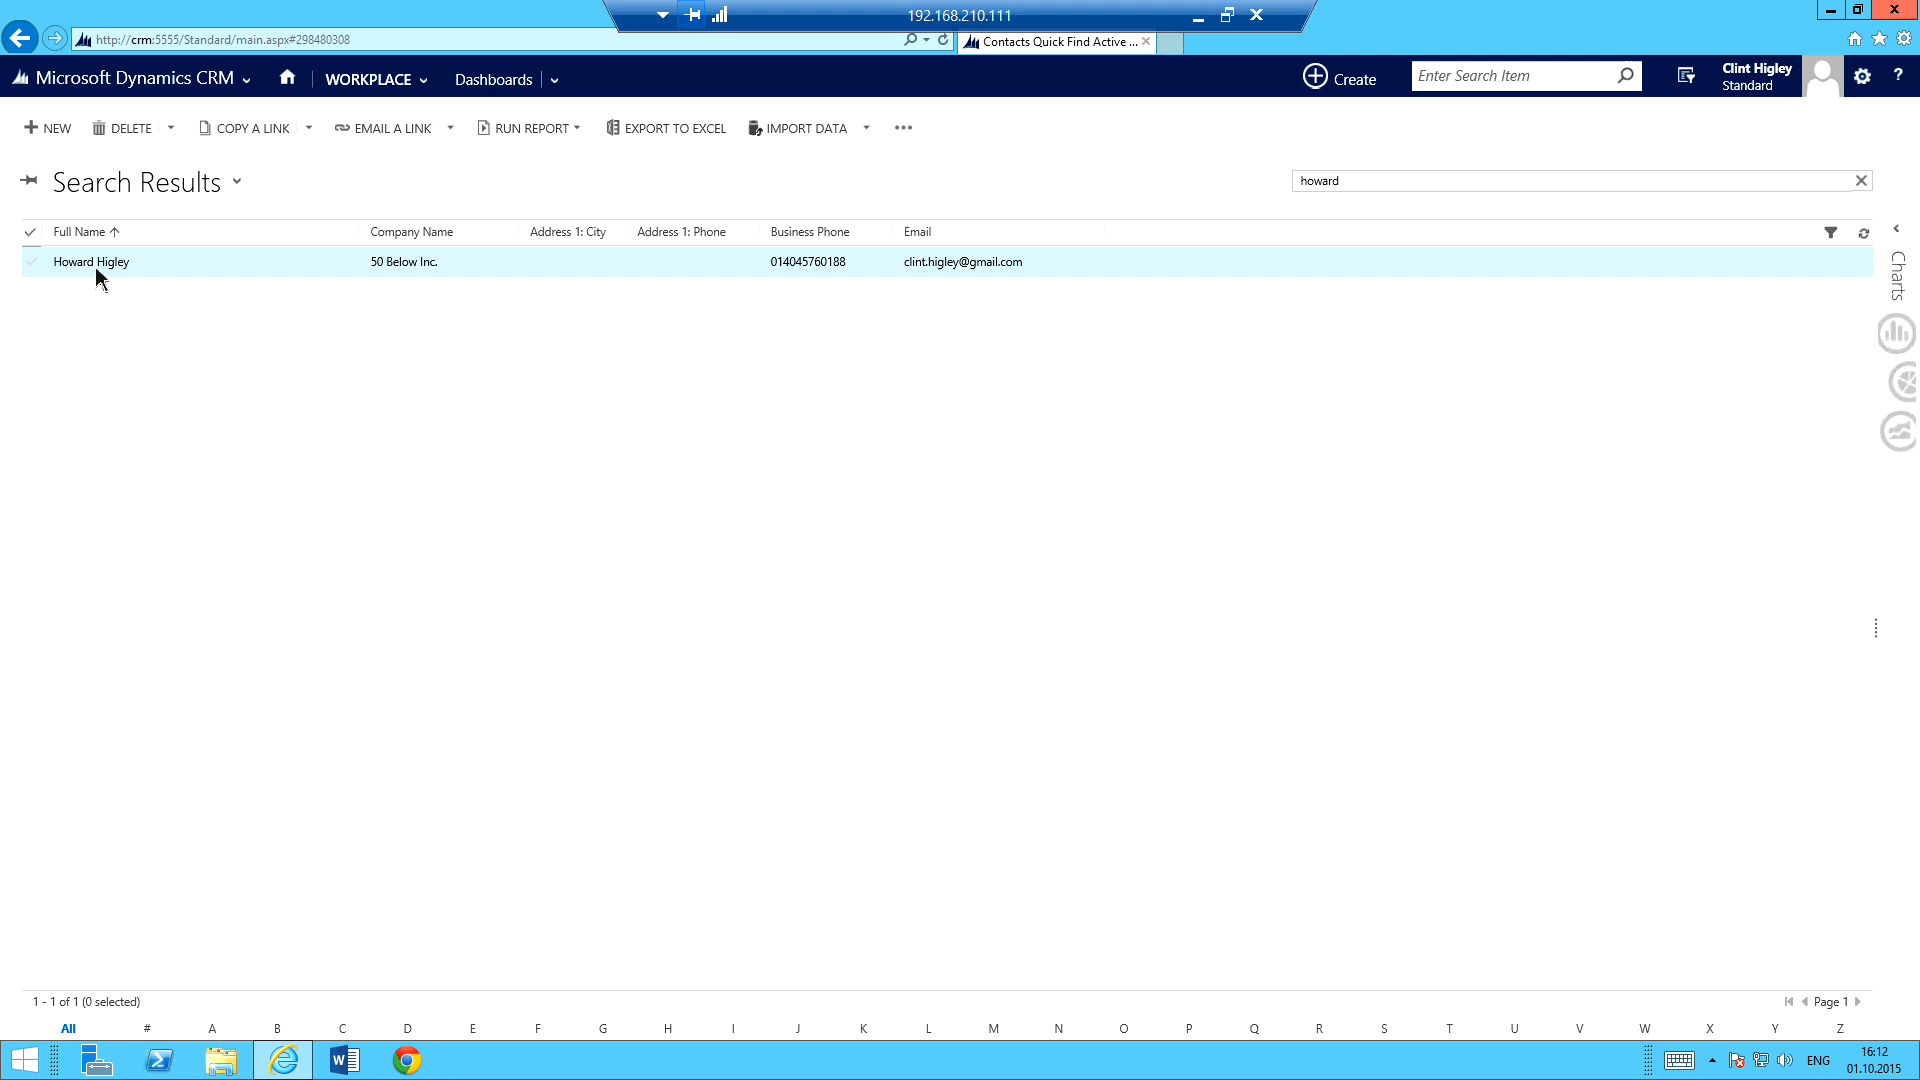 192.168.210.111
http://crm:5555/Standard/main.aspx#298480308
Contacts Quick Find Active ...
Microsoft Dynamics CRM
WORKPLACE
Dashboards
Create
Enter Search Item
Clint Higley
Standard
?
NEW
DELETE
COPY A LINK
EMAIL A LINK
RUN REPORT
EXPORT TO EXCEL
IMPORT DATA
Search Results
howard
Full Name
Company Name
Address 1: City
Address 1: Phone
Business Phone
Email
Howard Higley
50 Below Inc.
014045760188
clint.higley@gmail.com
Charts
1 - 1 of 1 (0 selected)
Page 1
All # A B C D E F G H I J K L M N O P Q R S T U V W X Y Z
ENG
16:12
01.10.2015